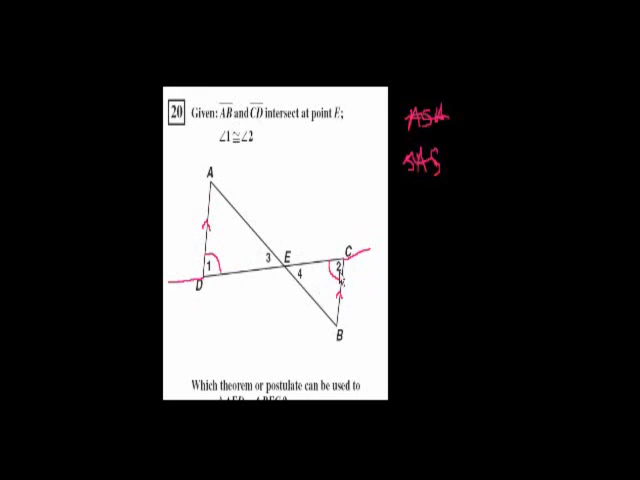 20 Given: AB and CD intersect at point E;
∠1≅∠2
A
3 E C
1 2
4
D
B
Which theorem or postulate can be used to
ASA
SAS